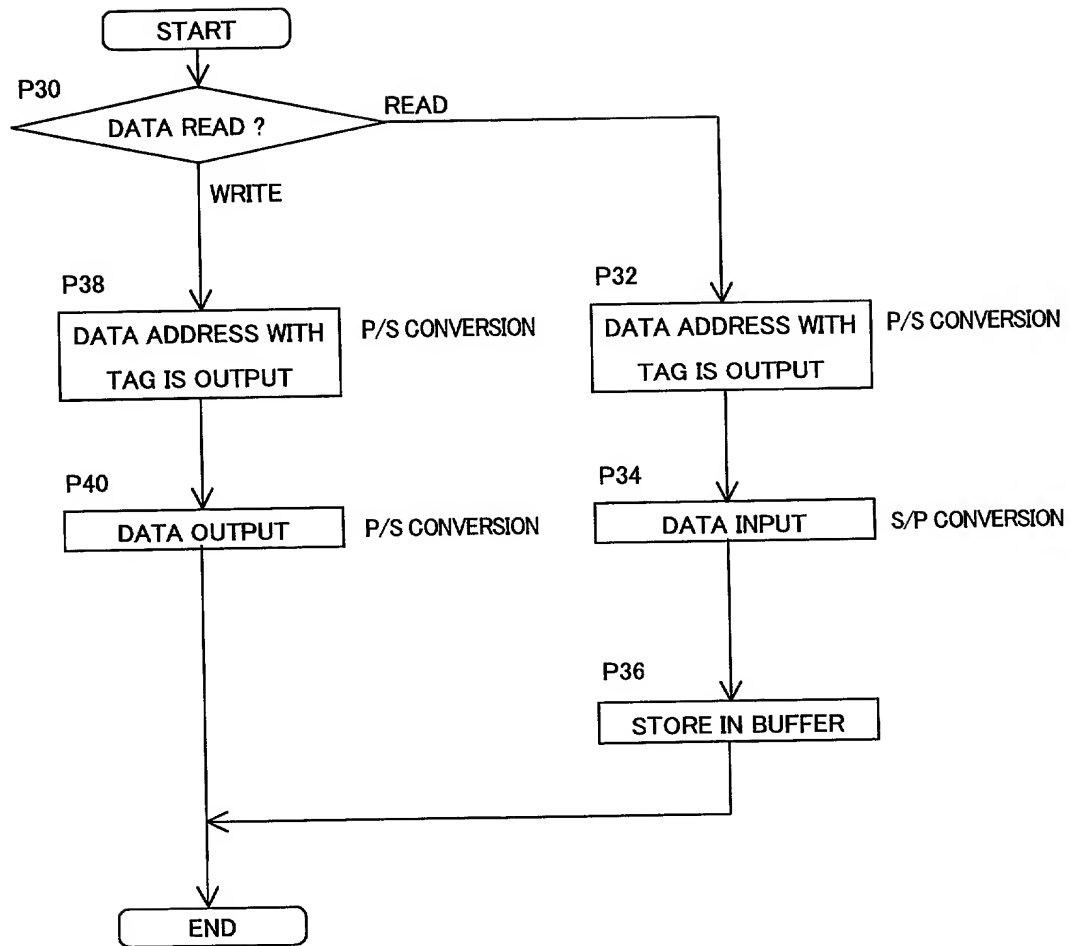 START
P30
DATA READ ?
READ
WRITE
P38
DATA ADDRESS WITH
TAG IS OUTPUT
P/S CONVERSION
P32
DATA ADDRESS WITH
TAG IS OUTPUT
P/S CONVERSION
P40
DATA OUTPUT
P/S CONVERSION
P34
DATA INPUT
S/P CONVERSION
P36
STORE IN BUFFER
END